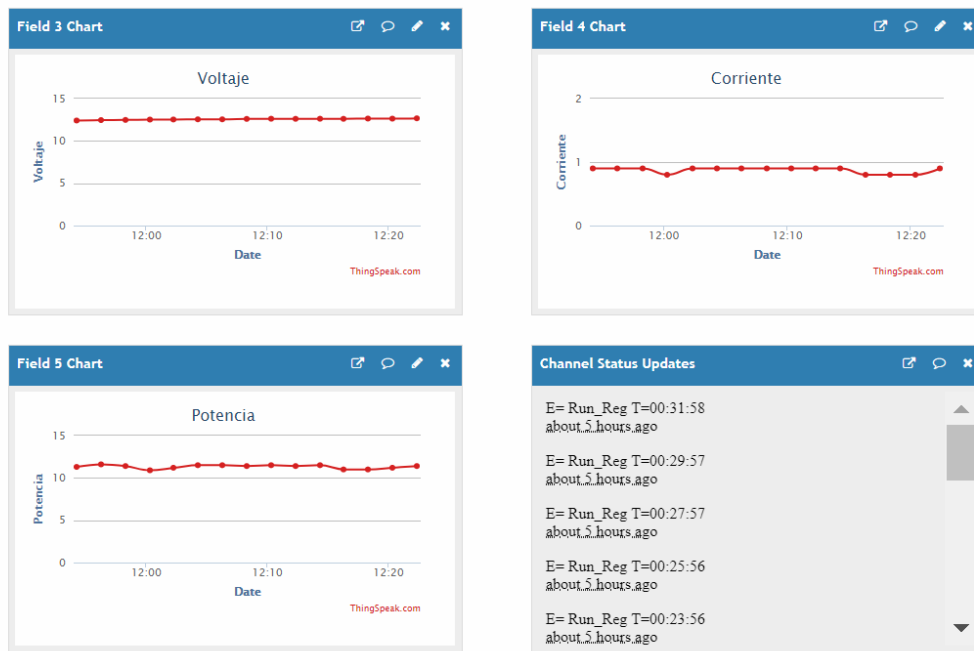 Field 3 Chart
Voltaje
15
10
5
0
Voltaje
12:00 12:10 12:20
Date
ThingSpeak.com
Field 4 Chart
Corriente
2
1
0
Corriente
12:00 12:10 12:20
Date
ThingSpeak.com
Field 5 Chart
Potencia
15
10
5
0
Potencia
12:00 12:10 12:20
Date
ThingSpeak.com
Channel Status Updates
E= Run_Reg T=00:31:58
about 5 hours ago
E= Run_Reg T=00:29:57
about 5 hours ago
E= Run_Reg T=00:27:57
about 5 hours ago
E= Run_Reg T=00:25:56
about 5 hours ago
E= Run_Reg T=00:23:56
about 5 hours ago